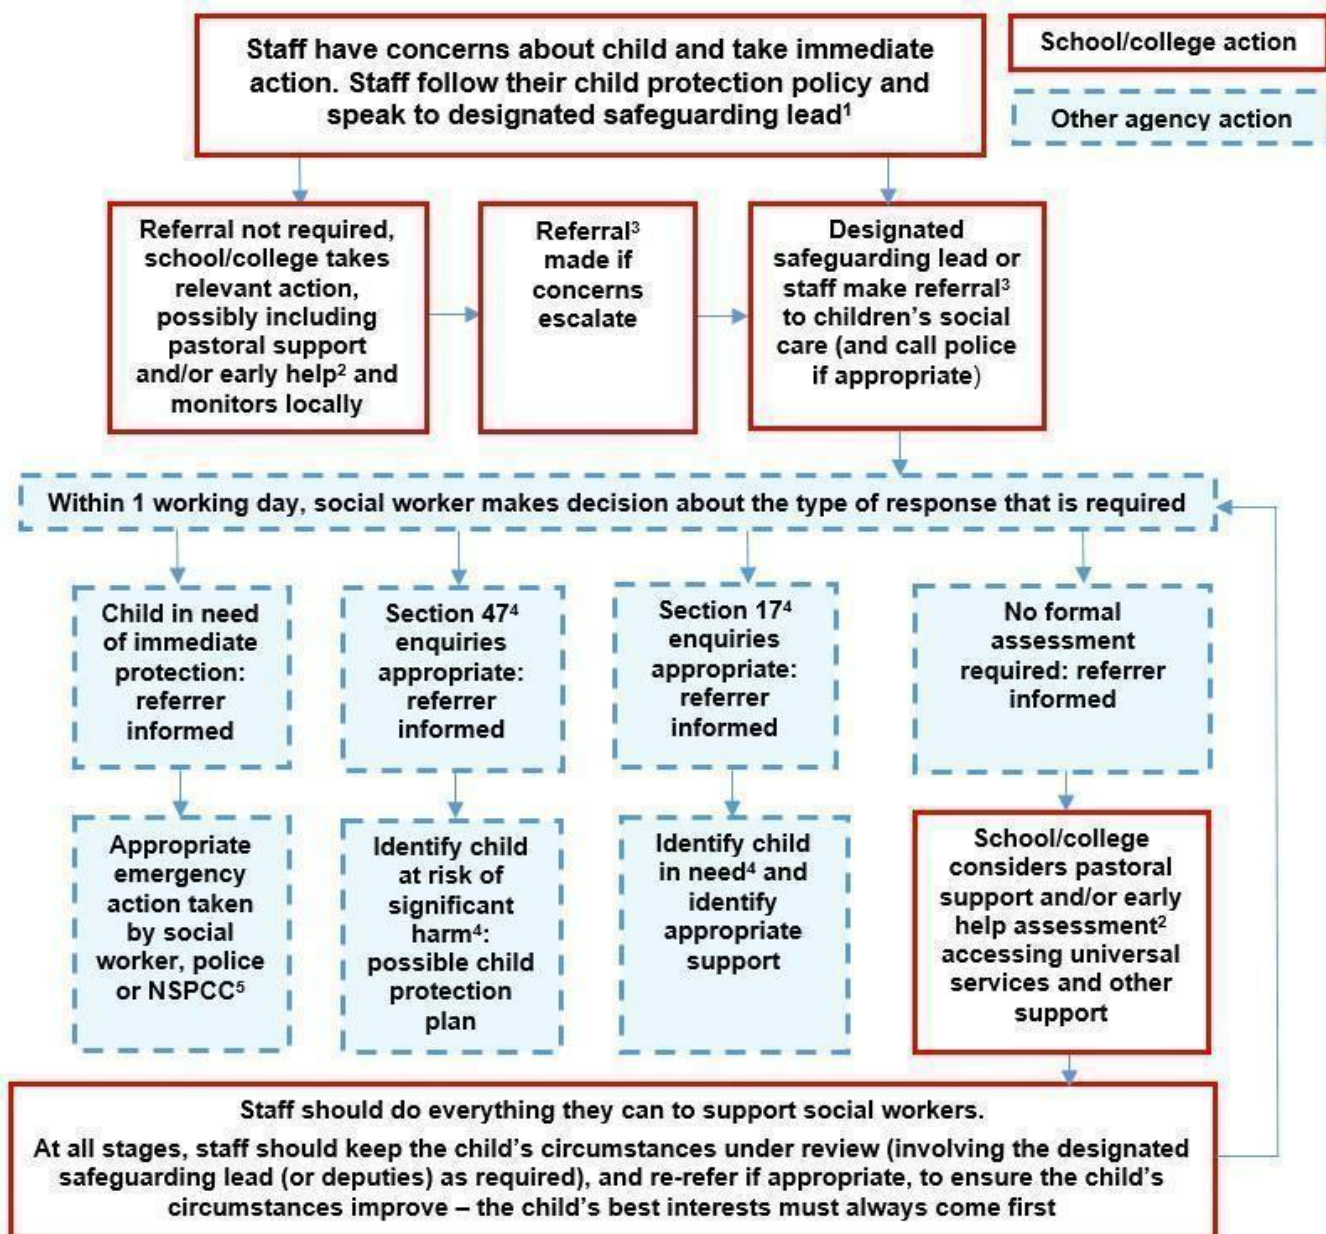 Staff have concerns about child and take immediate
action. Staff follow their child protection policy and
speak to designated safeguarding lead¹
School/college action
Other agency action
Referral not required,
school/college takes
relevant action,
possibly including
pastoral support
and/or early help² and
monitors locally
Referral³
made if
concerns
escalate
Designated
safeguarding lead or
staff make referral³
to children’s social
care (and call police
if appropriate)
Within 1 working day, social worker makes decision about the type of response that is required
Child in need
of immediate
protection:
referrer
informed
Section 47⁴
enquiries
appropriate:
referrer
informed
Section 17⁴
enquiries
appropriate:
referrer
informed
No formal
assessment
required: referrer
informed
Appropriate
emergency
action taken
by social
worker, police
or NSPCC⁵
Identify child
at risk of
significant
harm⁴:
possible child
protection
plan
Identify child
in need⁴ and
identify
appropriate
support
School/college
considers pastoral
support and/or early
help assessment²
accessing universal
services and other
support
Staff should do everything they can to support social workers.
At all stages, staff should keep the child’s circumstances under review (involving the designated
safeguarding lead (or deputies) as required), and re-refer if appropriate, to ensure the child’s
circumstances improve – the child’s best interests must always come first